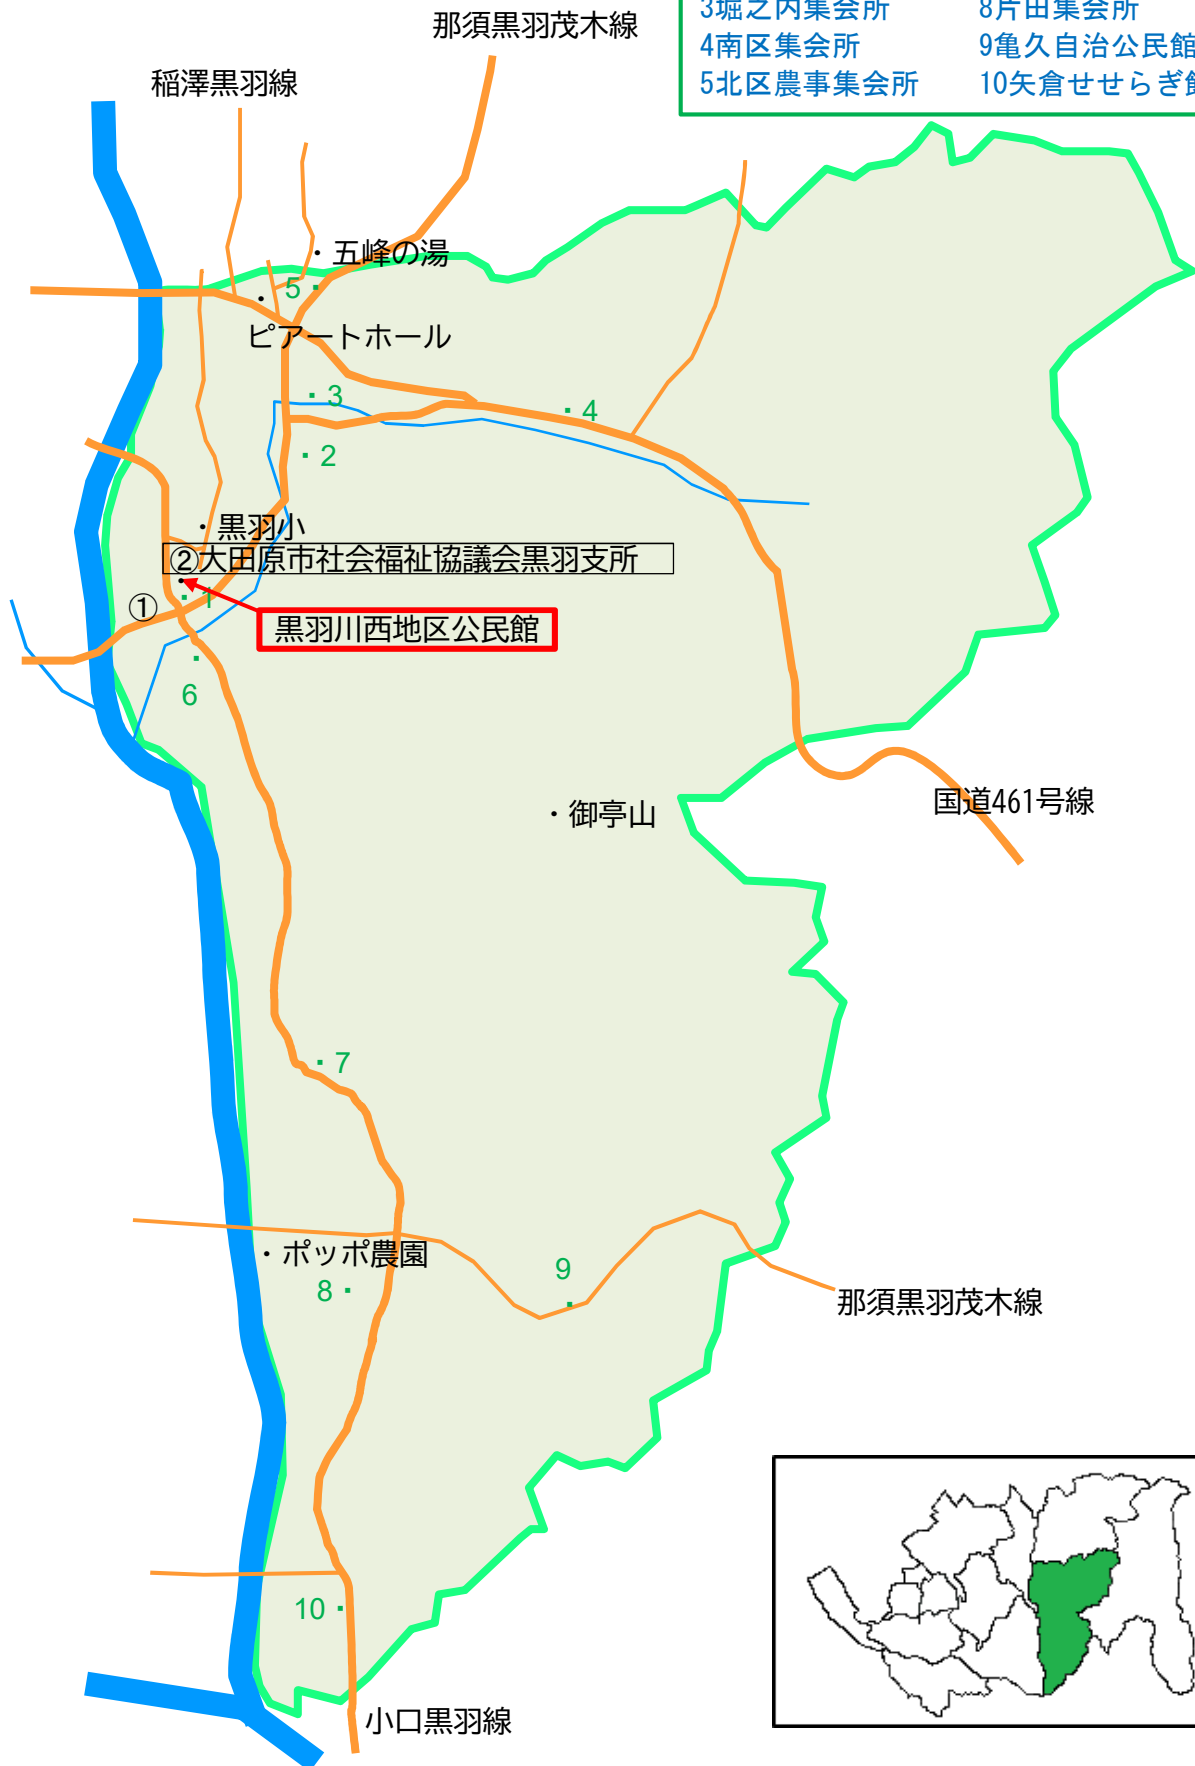 那須黒羽茂木線
3堀之内集会所 8片田集会所
4南区集会所 9亀久自治公民館
5北区農事集会所 10矢倉せせらぎ館
稲澤黒羽線
・五峰の湯
5
・
ピアートホール
・3
・4
・2
・黒羽小
②大田原市社会福祉協議会黒羽支所
①
・1
黒羽川西地区公民館
6
・御亭山
国道461号線
・7
・ポッポ農園
8・
9
那須黒羽茂木線
10・
小口黒羽線